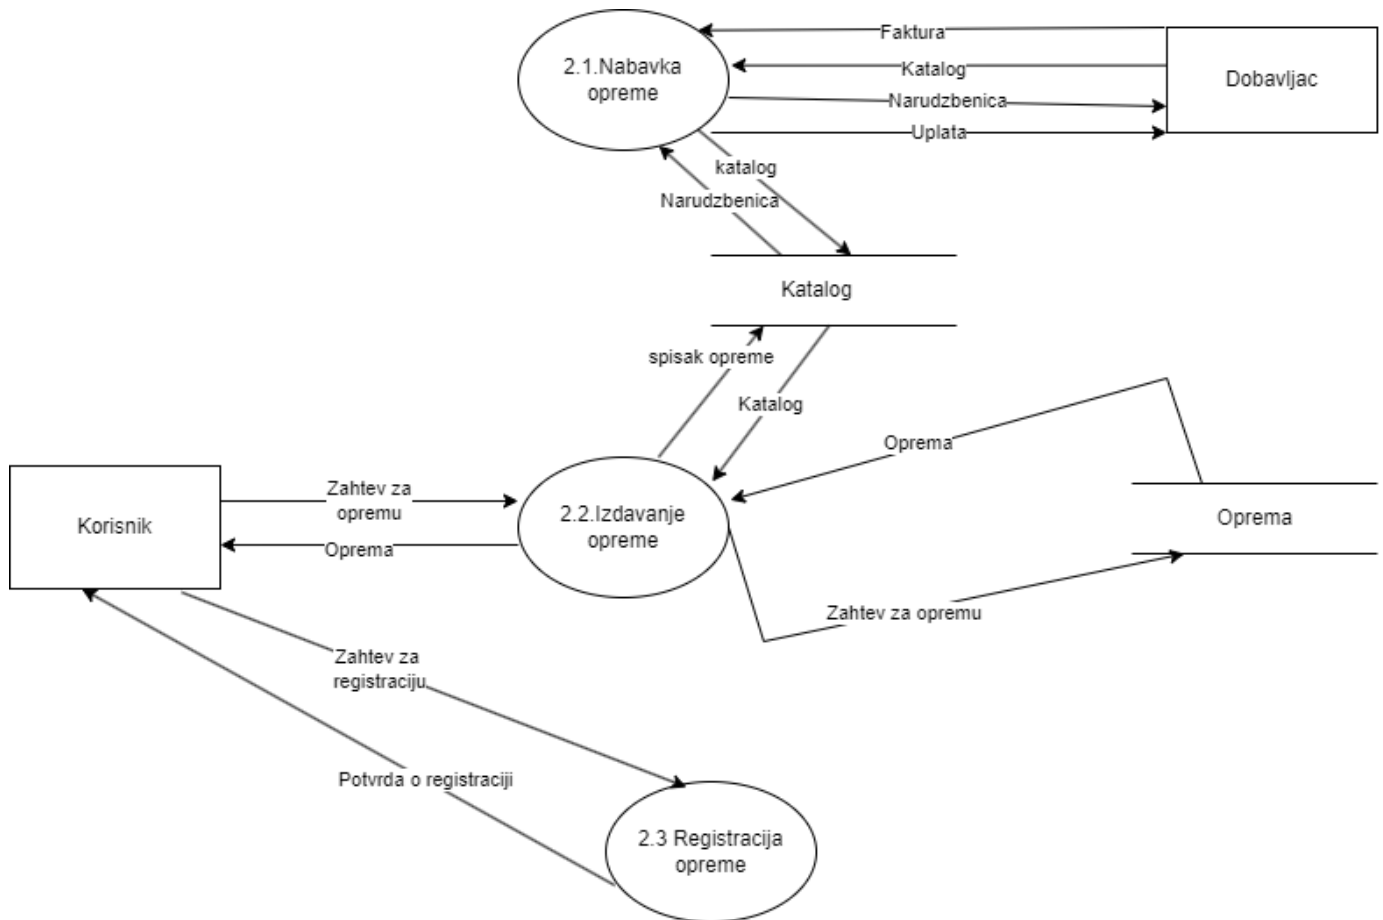 Faktura
2.1.Nabavka
opreme
Katalog
Dobavljac
Narudzbenica
Uplata
katalog
Narudzbenica
Katalog
spisak opreme
Katalog
Oprema
Zahtev za
opremu
Korisnik
2.2.Izdavanje
opreme
Oprema
Oprema
Zahtev za opremu
Zahtev za
registraciju
Potvrda o registraciji
2.3 Registracija
opreme